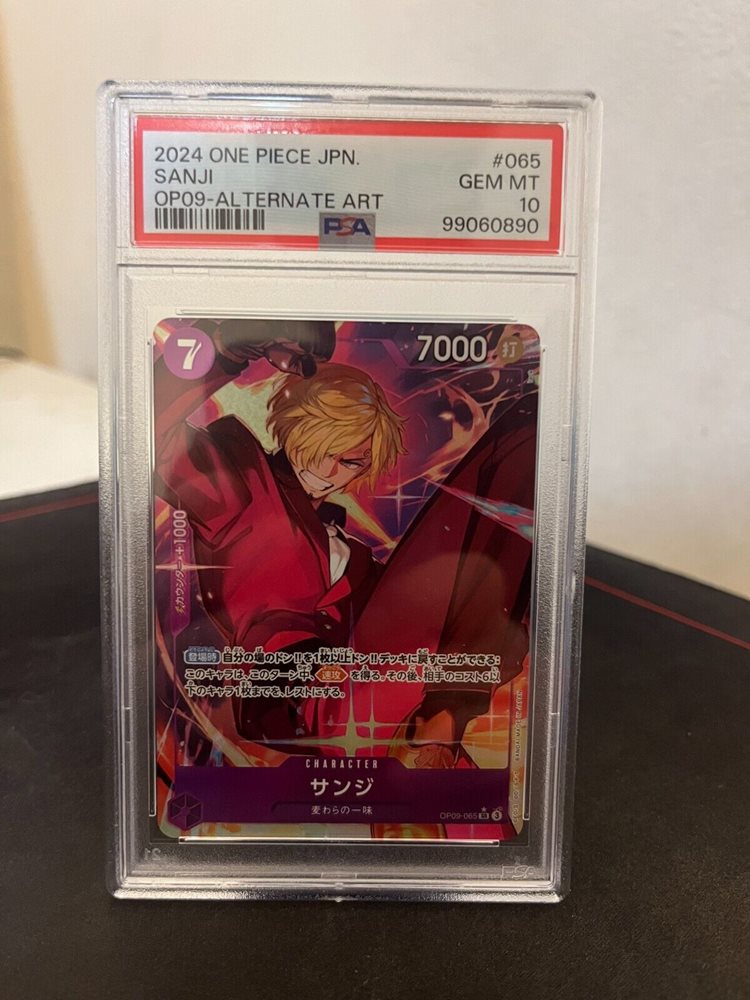 2024 ONE PIECE JPN. #065
SANJI GEM MT
OP09-ALTERNATE ART 10
PSA 99060890
7 7000 打
カウンター+1000
登場時 自分の場のドン!!を1枚以上ドン!!デッキに戻すことができる:
このキャラは、このターン中、速攻 を得る。その後、相手のコスト6以
下のキャラ1枚までを、レストにする。
CHARACTER
サンジ
麦わらの一味
OP09-065 SR 3